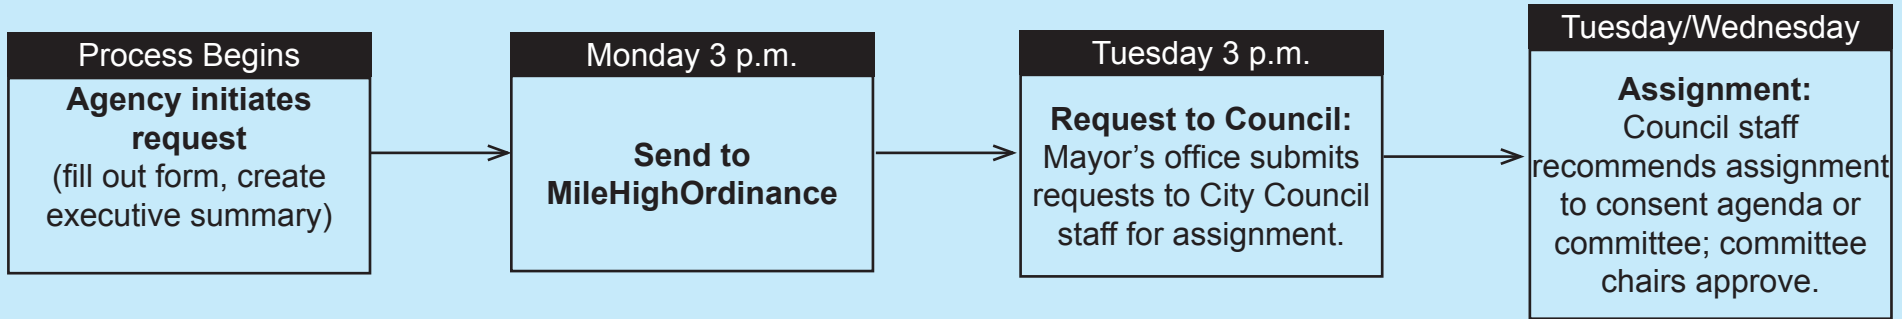 Process Begins
Agency initiates
request
(fill out form, create
executive summary)
Monday 3 p.m.
Send to
MileHighOrdinance
Tuesday 3 p.m.
Request to Council:
Mayor’s office submits
requests to City Council
staff for assignment.
Tuesday/Wednesday
Assignment:
Council staff
recommends assignment
to consent agenda or
committee; committee
chairs approve.